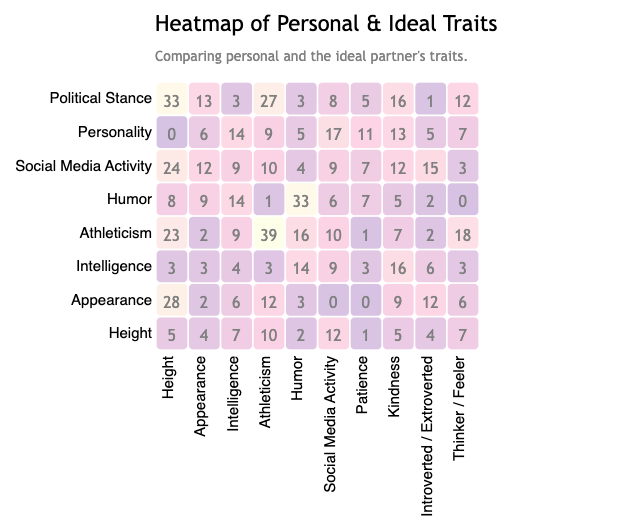 Heatmap of Personal & Ideal Traits
Comparing personal and the ideal partner's traits.
Political Stance 33 13 3 27 3 8 5 16 1 12
Personality 0 6 14 9 5 17 11 13 5 7
Social Media Activity 24 12 9 10 4 9 7 12 15 3
Humor 8 9 14 1 33 6 7 5 2 0
Athleticism 23 2 9 39 16 10 1 7 2 18
Intelligence 3 3 4 3 14 9 3 16 6 3
Appearance 28 2 6 12 3 0 0 9 12 6
Height 5 4 7 10 2 12 1 5 4 7
Height
Appearance
Intelligence
Athleticism
Humor
Social Media Activity
Patience
Kindness
Introverted / Extroverted
Thinker / Feeler